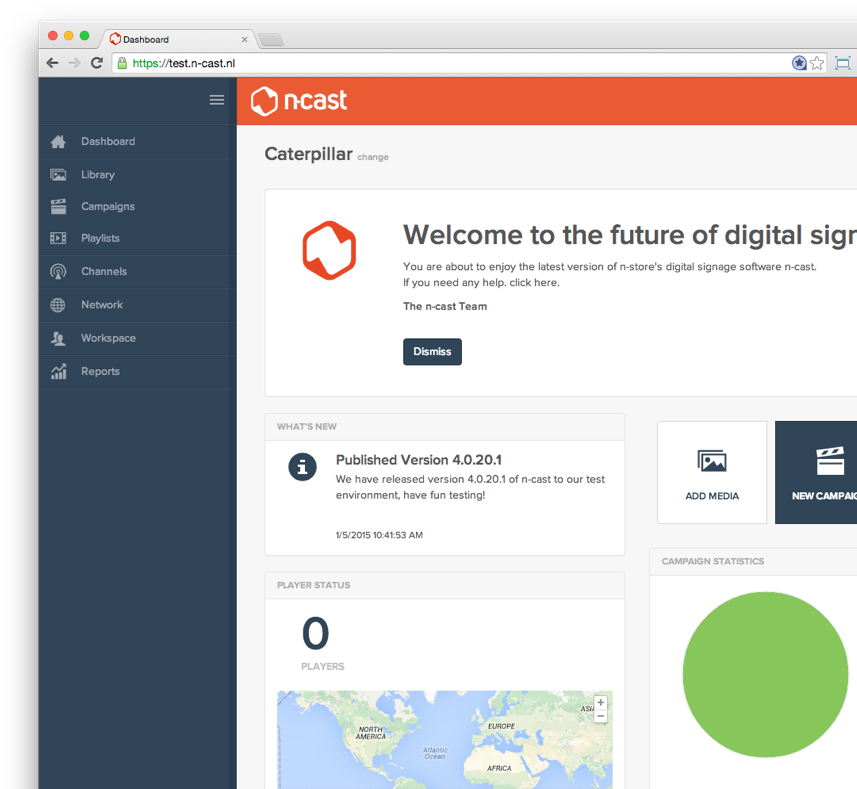 Dashboard
https://test.n-cast.nl
n-cast
Dashboard
Library
Campaigns
Playlists
Channels
Network
Workspace
Reports
Caterpillar change
Welcome to the future of digital sign
You are about to enjoy the latest version of n-store's digital signage software n-cast.
If you need any help. click here.
The n-cast Team
Dismiss
WHAT'S NEW
Published Version 4.0.20.1
We have released version 4.0.20.1 of n-cast to our test
environment, have fun testing!
1/5/2015 10:41:53 AM
ADD MEDIA
NEW CAMPAIG
PLAYER STATUS
0
PLAYERS
NORTH
AMERICA
Atlantic
Ocean
EUROPE
ASIA
AFRICA
+
−
CAMPAIGN STATISTICS